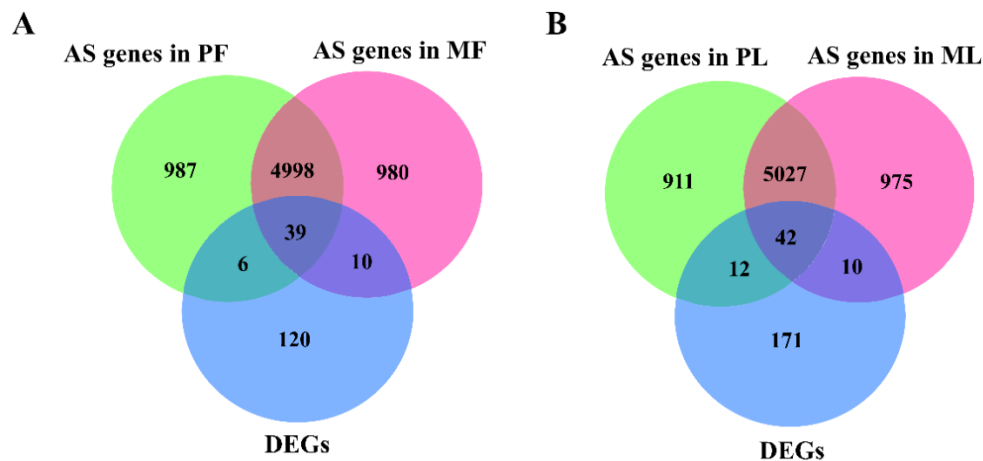 A
AS genes in PF
AS genes in MF
987
4998
980
39
6
10
120
DEGs
B
AS genes in PL
AS genes in ML
911
5027
975
42
12
10
171
DEGs